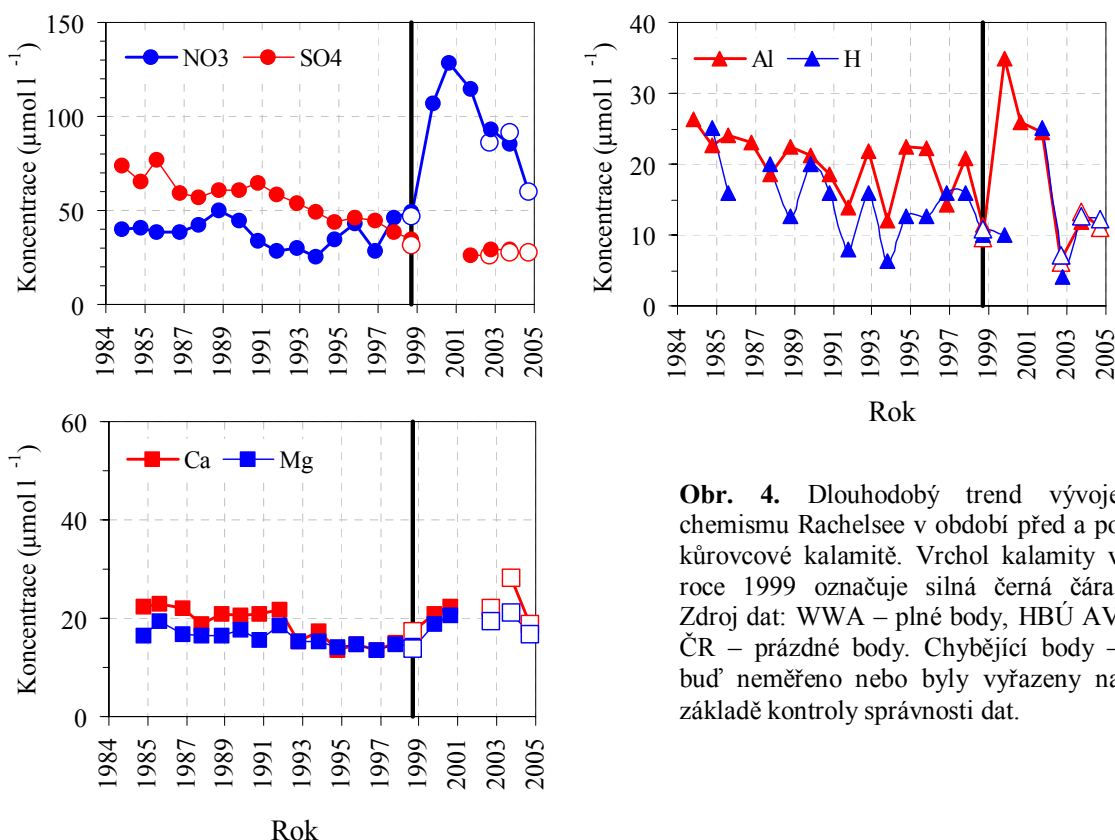 150
100
50
0
Koncentrace (µmol l -1)
NO3 SO4
1984 1985 1987 1989 1991 1993 1995 1997 1999 2001 2003 2005
40
30
20
10
0
Koncentrace (µmol l -1)
Al H
1984 1985 1987 1989 1991 1993 1995 1997 1999 2001 2003 2005
Rok
60
40
20
0
Koncentrace (µmol l -1)
Ca Mg
1984 1985 1987 1989 1991 1993 1995 1997 1999 2001 2003 2005
Rok
Obr. 4. Dlouhodobý trend vývoje
chemismu Rachelsee v období před a po
kůrovcové kalamitě. Vrchol kalamity v
roce 1999 označuje silná černá čára.
Zdroj dat: WWA – plné body, HBÚ AV
ČR – prázdné body. Chybějící body –
buď neměřeno nebo byly vyřazeny na
základě kontroly správnosti dat.